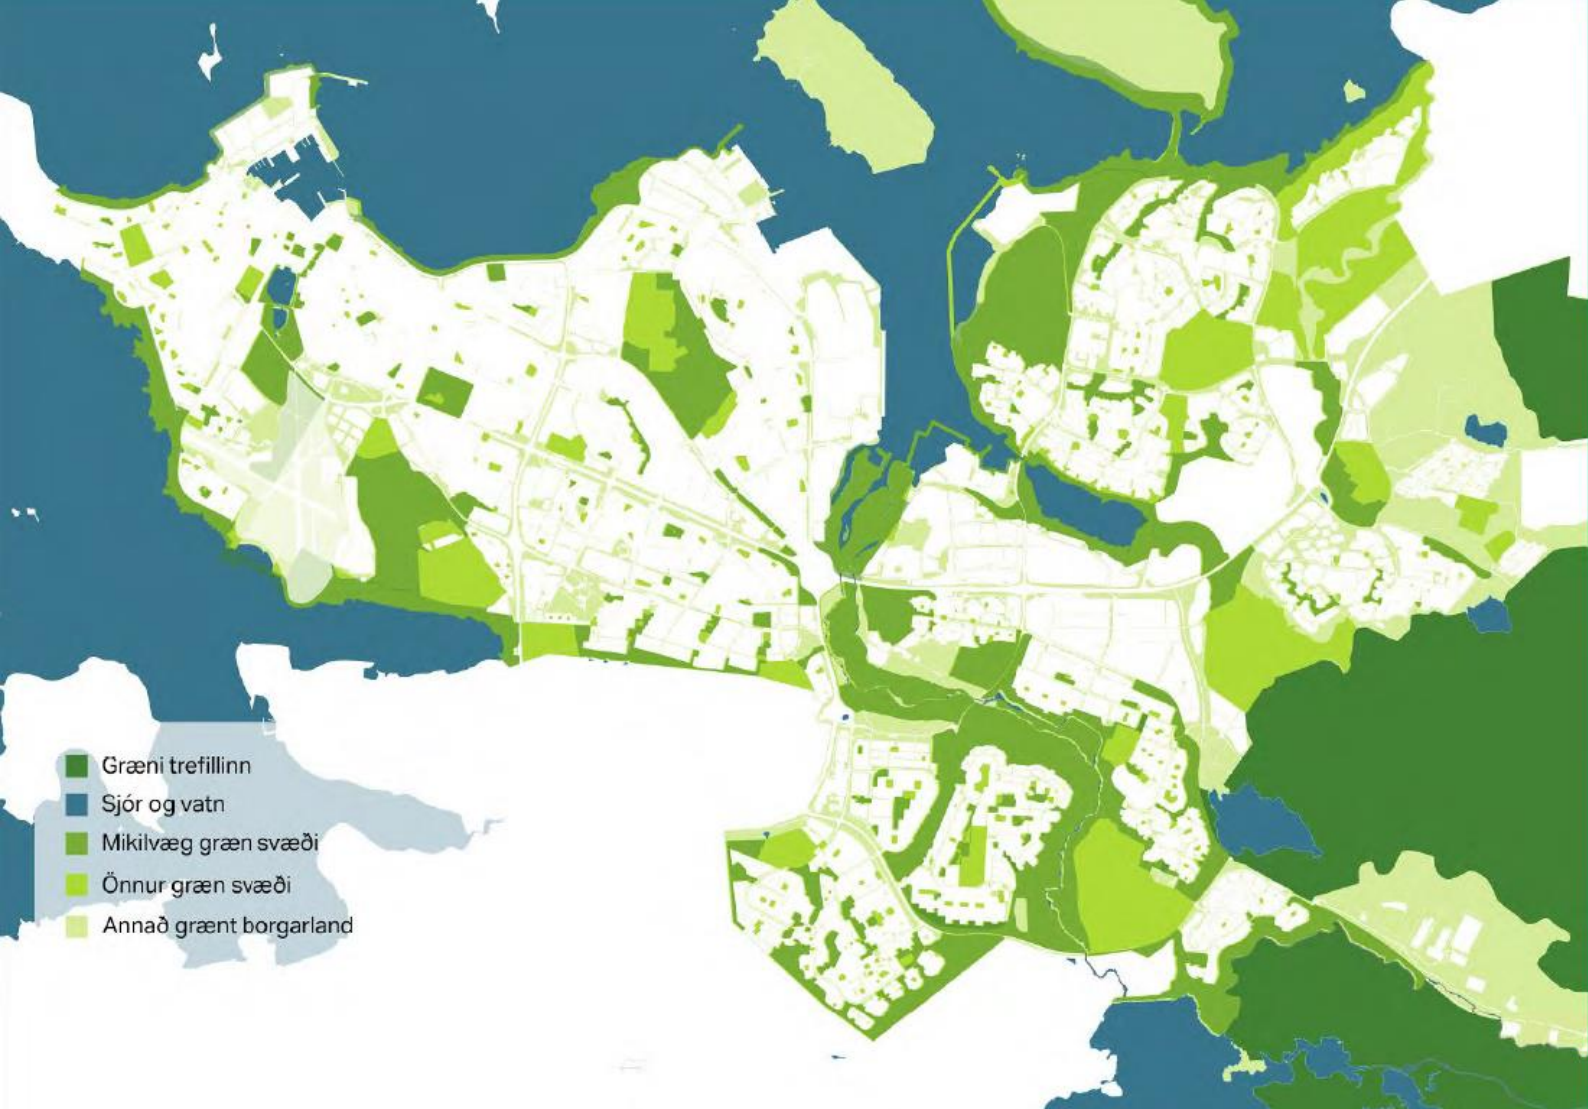 Græni trefillinn
Sjór og vatn
Mikilvæg græn svæði
Önnur græn svæði
Annað grænt borgarland